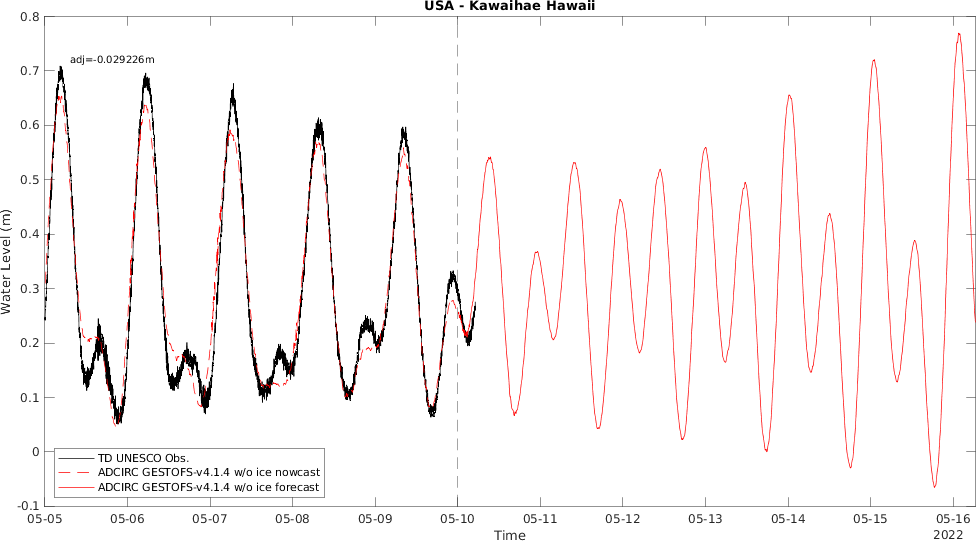 USA - Kawaihae Hawaii
adj=-0.029226m
0.8
0.7
0.6
0.5
0.4
0.3
0.2
0.1
0
-0.1
Water Level (m)
TD UNESCO Obs.
ADCIRC GESTOFS-v4.1.4 w/o ice nowcast
ADCIRC GESTOFS-v4.1.4 w/o ice forecast
05-05 05-06 05-07 05-08 05-09 05-10 05-11 05-12 05-13 05-14 05-15 05-16
Time
2022